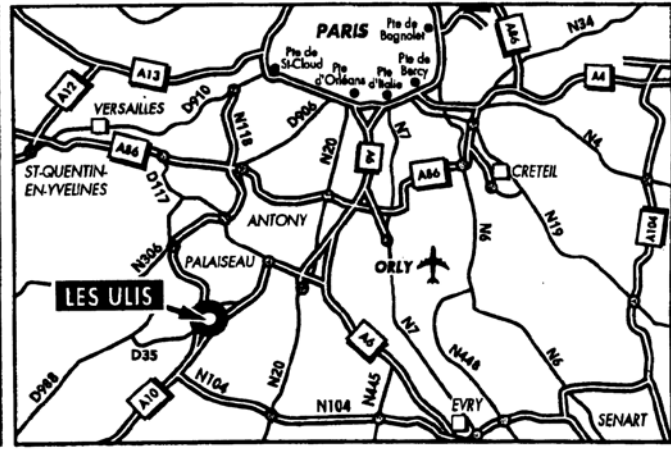 PARIS
Pte de
Bagnolet
N34
A86
Pte de
St-Cloud
Pte
d'Orléans
Pte
d'Italie
Pte de
Bercy
A13
A4
A12
VERSAILLES
D910
D906
N118
N20
N7
N4
A6
A86
A86
CRETEIL
ST-QUENTIN-
EN-YVELINES
D117
ANTONY
N6
N19
A104
N306
PALAISEAU
ORLY
LES ULIS
D35
A6
N7
N448
N6
D988
A10
N104
N20
N104
N445
EVRY
SENART